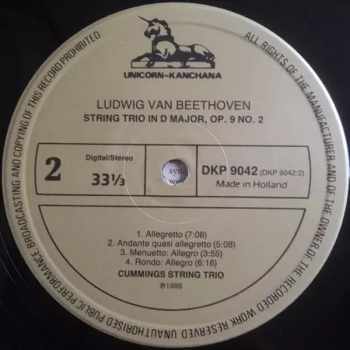 UNICORN-KANCHANA
LUDWIG VAN BEETHOVEN
STRING TRIO IN D MAJOR, OP. 9 NO. 2
2
Digital/Stereo
33⅓
DKP 9042 (DKP 9042:2)
Made in Holland
1. Allegretto (7:08)
2. Andante quasi allegretto (5:08)
3. Menuetto: Allegro (3:55)
4. Rondo: Allegro (6:16)
CUMMINGS STRING TRIO
ALL RIGHTS OF THE MANUFACTURER AND OF THE OWNER OF THE RECORDED WORK RESERVED UNAUTHORISED PUBLIC PERFORMANCE BROADCASTING AND COPYING OF THIS RECORD PROHIBITED